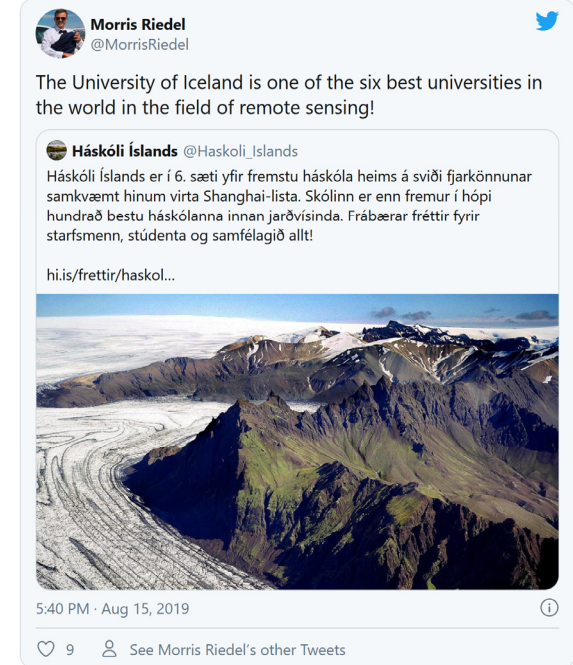 Morris Riedel
@MorrisRiedel
The University of Iceland is one of the six best universities in
the world in the field of remote sensing!
Háskóli Íslands @Haskoli_Islands
Háskóli Íslands er í 6. sæti yfir fremstu háskóla heims á sviði fjarkönnunar
samkvæmt hinum virta Shanghai-lista. Skólinn er enn fremur í hópi
hundrað bestu háskólanna innan jarðvísinda. Frábærar fréttir fyrir
starfsmenn, stúdenta og samfélagið allt!
hi.is/frettir/haskol...
5:40 PM · Aug 15, 2019
9 See Morris Riedel's other Tweets